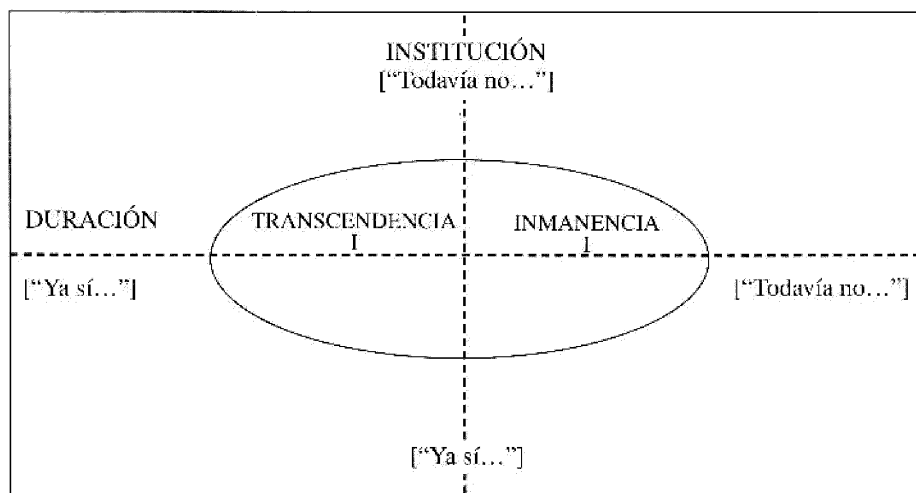 INSTITUCIÓN
[“Todavía no…”]
DURACIÓN
TRANSCENDENCIA
I
INMANENCIA
I
[“Ya sí…”]
[“Todavía no…”]
[“Ya sí…”]